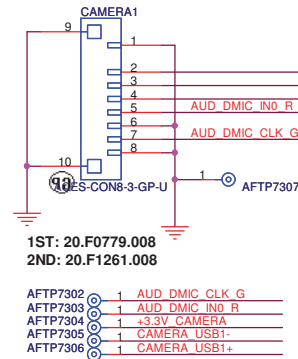 CAMERA1
9
1
2
3
4
5 AUD_DMIC_IN0_R
6
7 AUD_DMIC_CLK_G
8
10
ES-CON8-3-GP-U
1 AFTP7307
1ST: 20.F0779.008
2ND: 20.F1261.008
AFTP7302 1 AUD_DMIC_CLK_G
AFTP7303 1 AUD_DMIC_IN0_R
AFTP7304 1 +3.3V_CAMERA
AFTP7305 1 CAMERA_USB1-
AFTP7306 1 CAMERA_USB1+